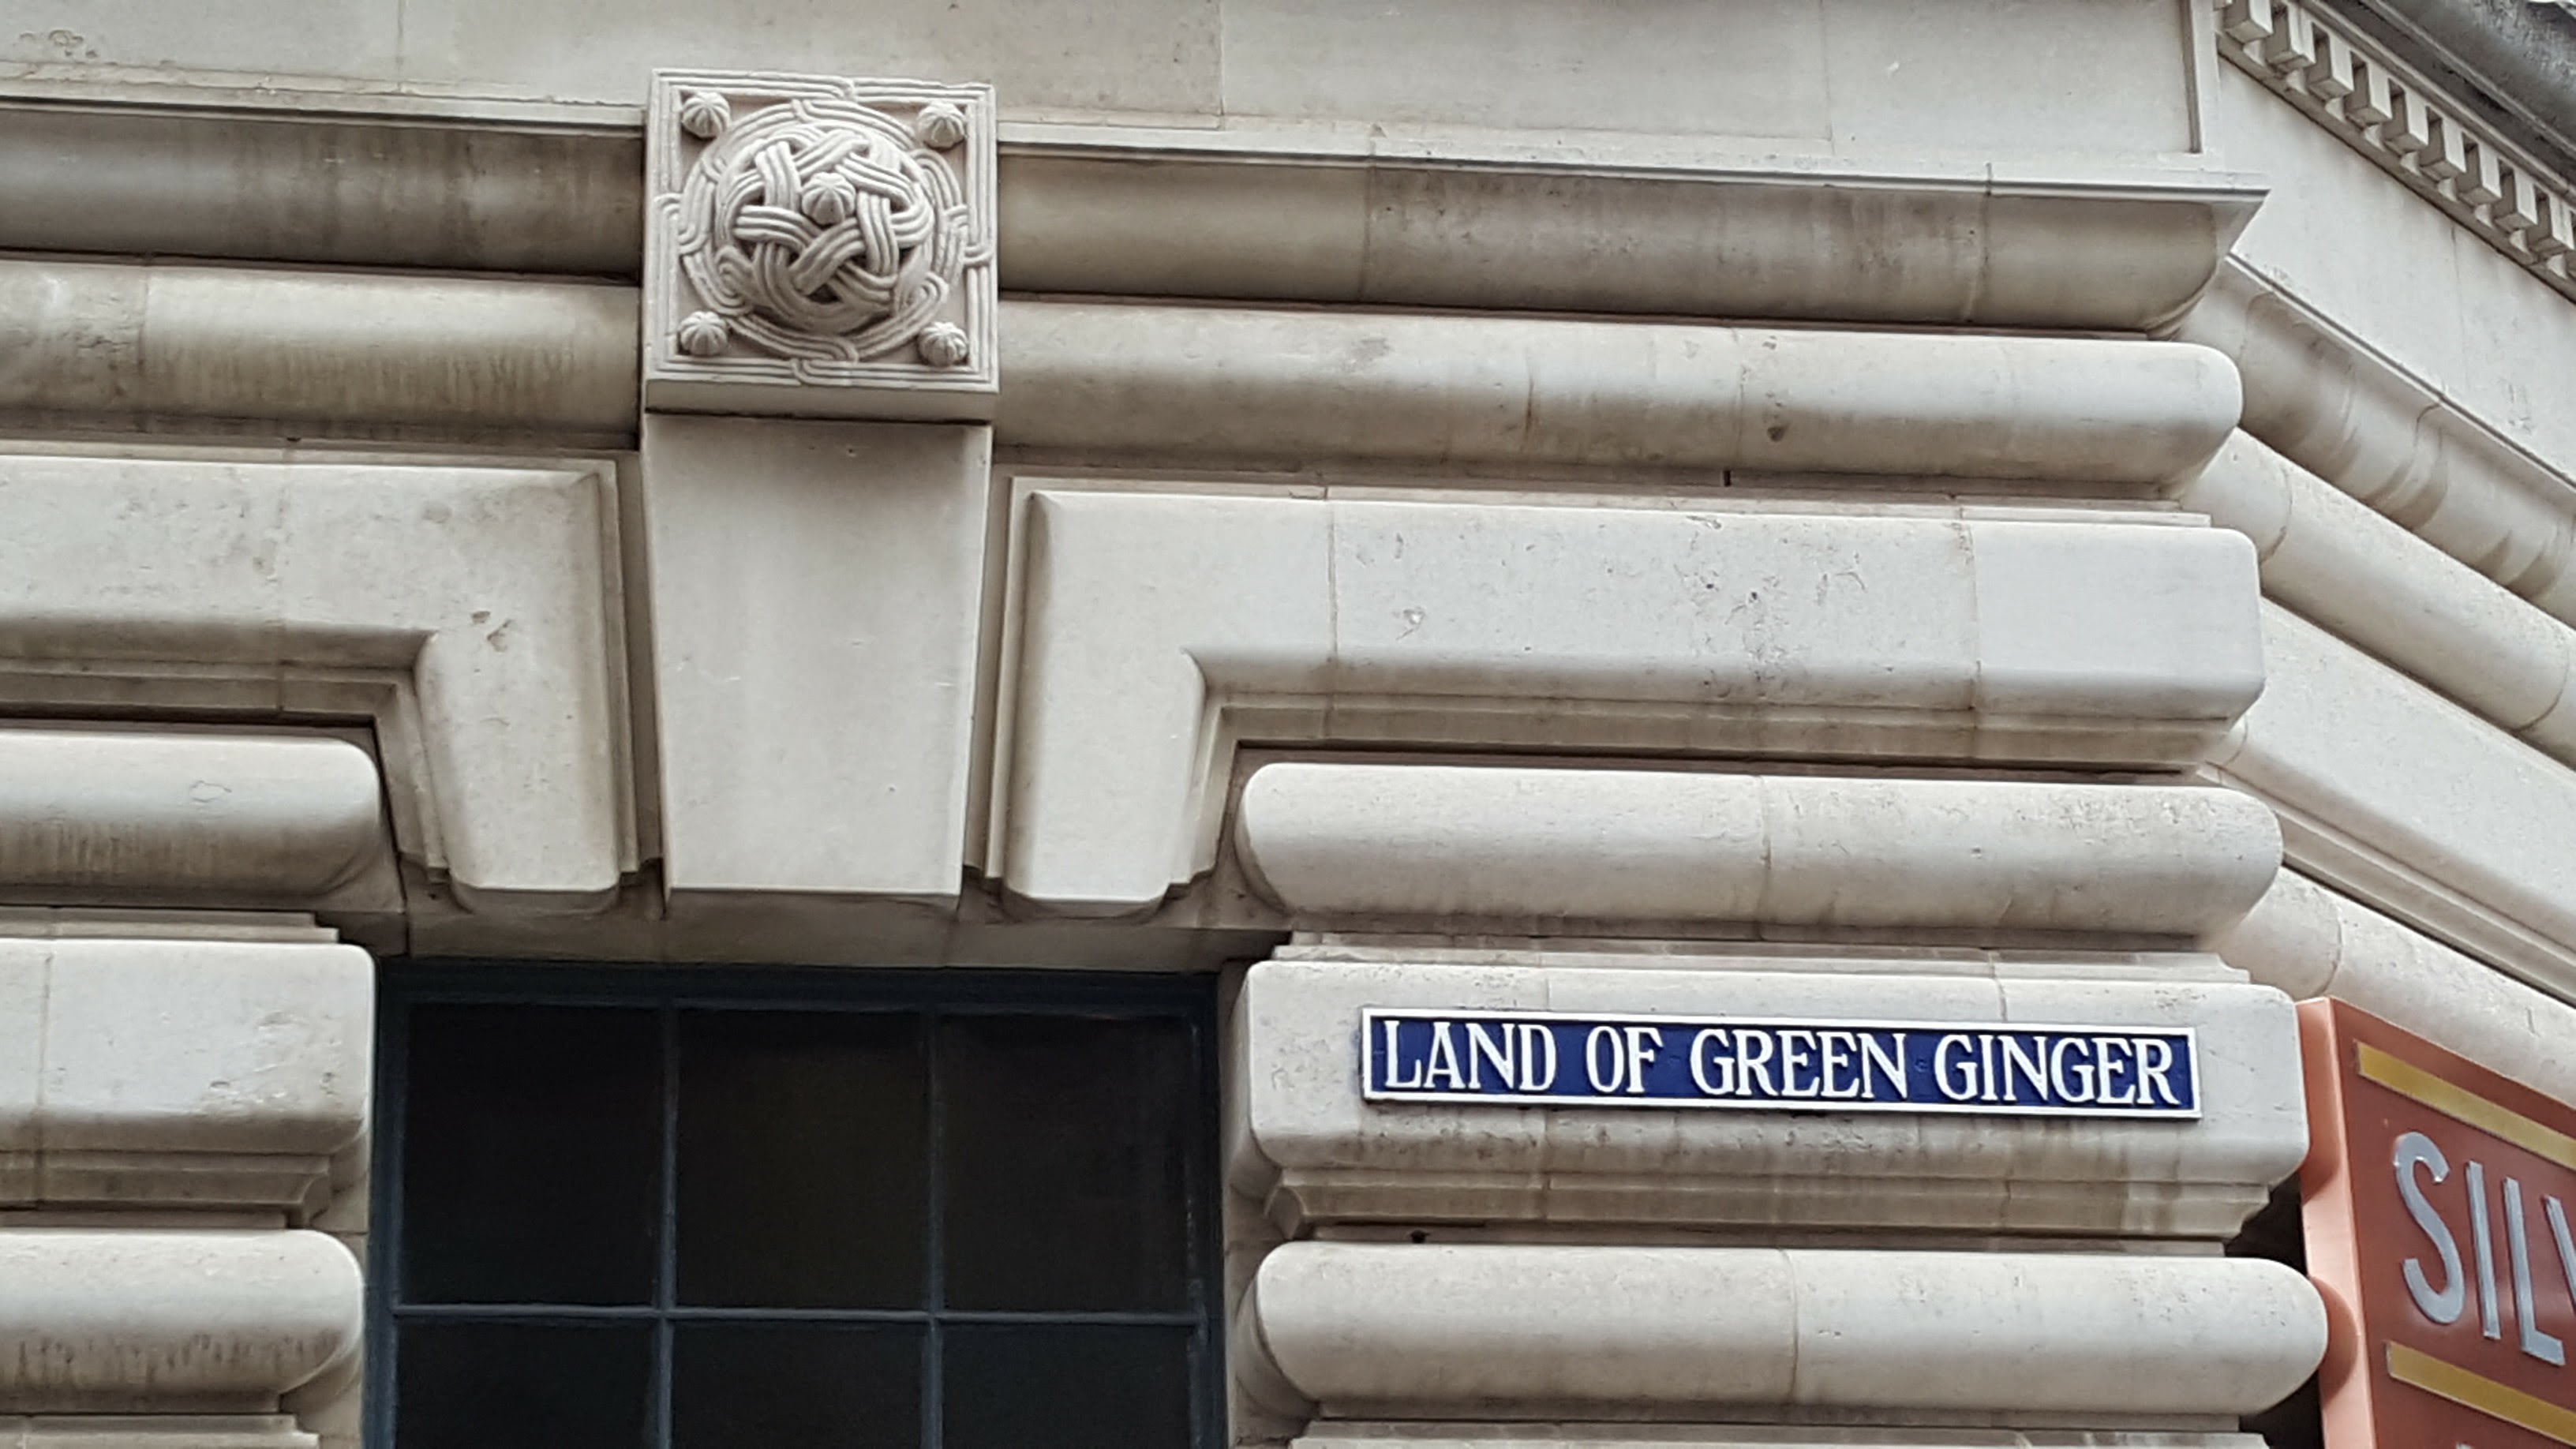 LAND OF GREEN GINGER